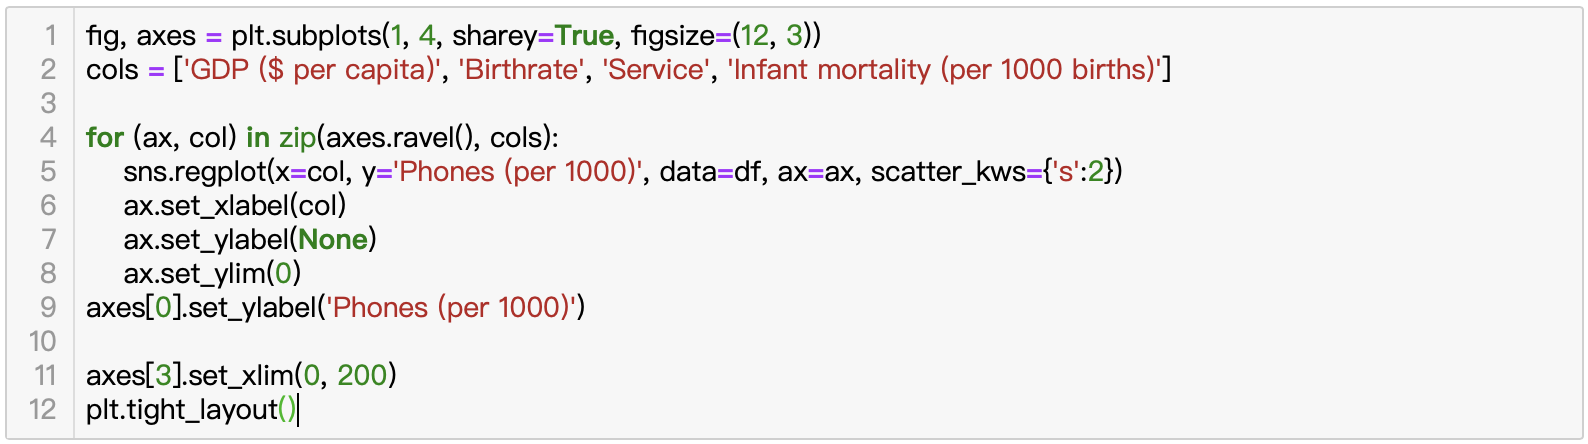 1 fig, axes = plt.subplots(1, 4, sharey=True, figsize=(12, 3))
2 cols = ['GDP ($ per capita)', 'Birthrate', 'Service', 'Infant mortality (per 1000 births)']
3
4 for (ax, col) in zip(axes.ravel(), cols):
5     sns.regplot(x=col, y='Phones (per 1000)', data=df, ax=ax, scatter_kws={'s':2})
6     ax.set_xlabel(col)
7     ax.set_ylabel(None)
8     ax.set_ylim(0)
9 axes[0].set_ylabel('Phones (per 1000)')
10
11 axes[3].set_xlim(0, 200)
12 plt.tight_layout()